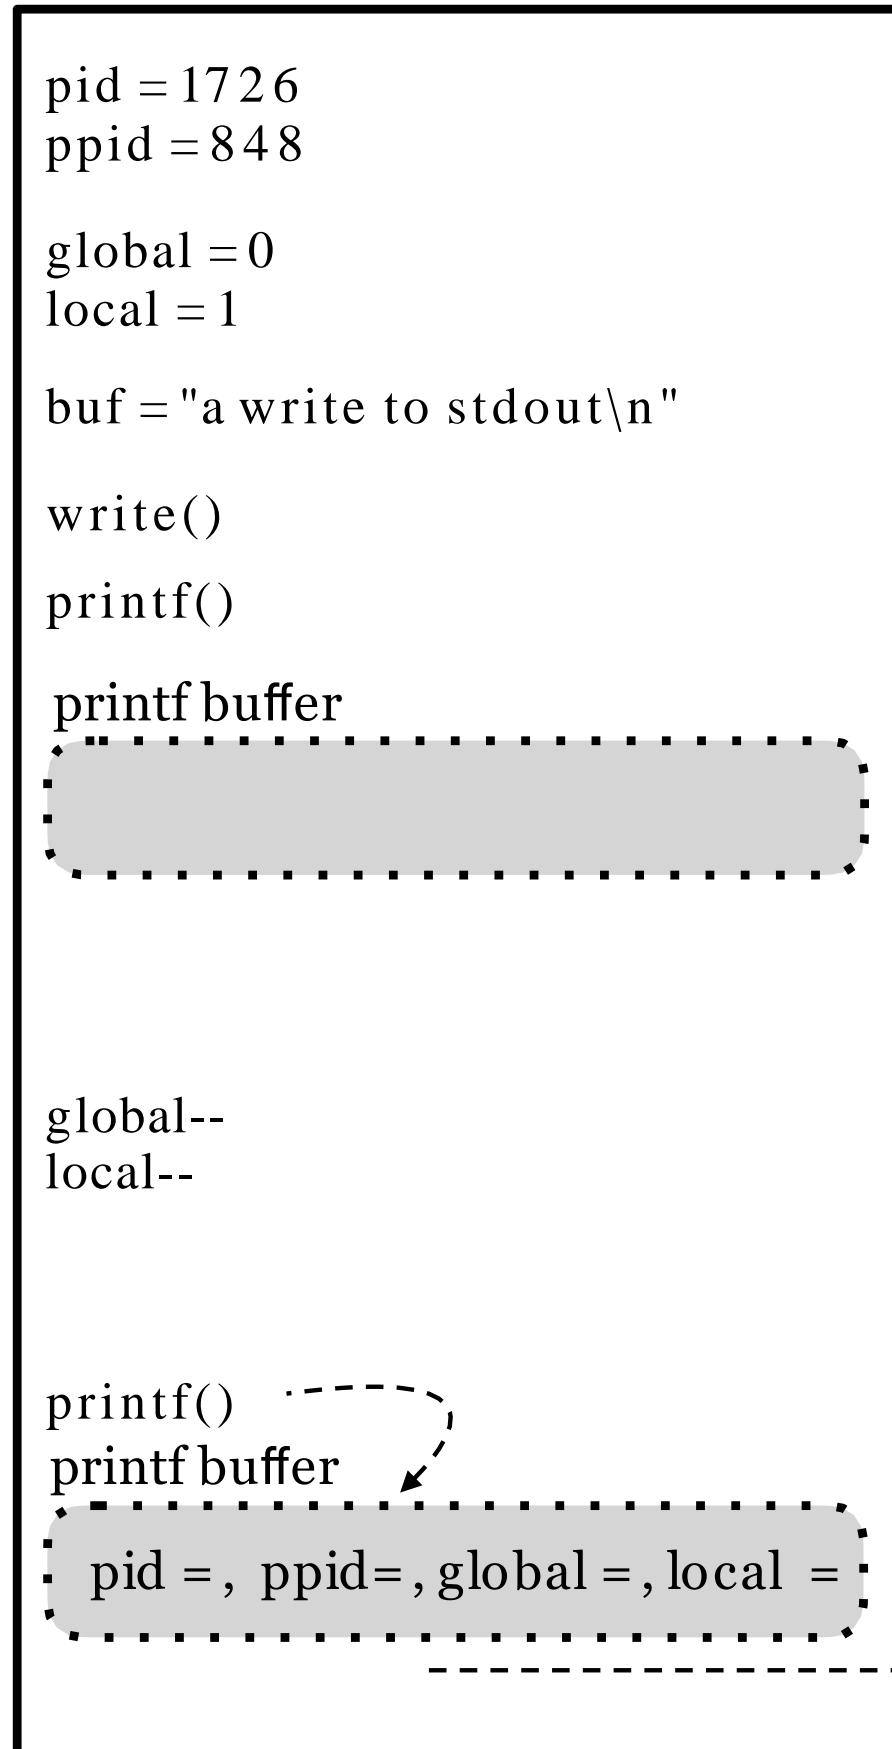 pid = 1726
ppid = 848
global = 0
local = 1
buf = "a write to stdout\n"
write()
printf()
printf buffer
global--
local--
printf()
printf buffer
pid = , ppid= , global = , local =